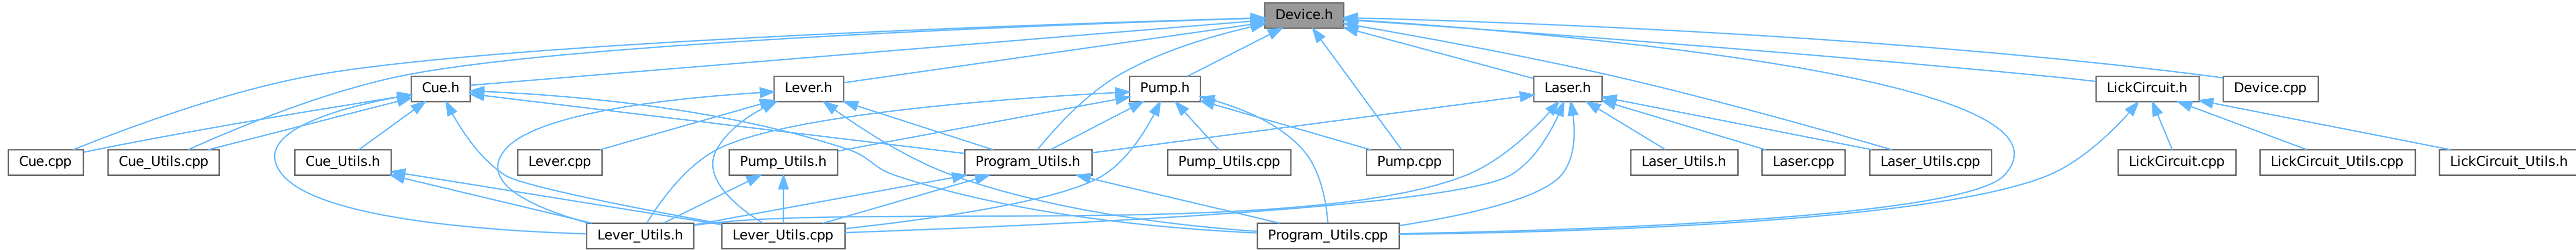 Device.h
Cue.h
Lever.h
Pump.h
Laser.h
LickCircuit.h
Device.cpp
Cue.cpp
Cue_Utils.cpp
Cue_Utils.h
Lever.cpp
Pump_Utils.h
Program_Utils.h
Pump_Utils.cpp
Pump.cpp
Laser_Utils.h
Laser.cpp
Laser_Utils.cpp
LickCircuit.cpp
LickCircuit_Utils.cpp
LickCircuit_Utils.h
Lever_Utils.h
Lever_Utils.cpp
Program_Utils.cpp